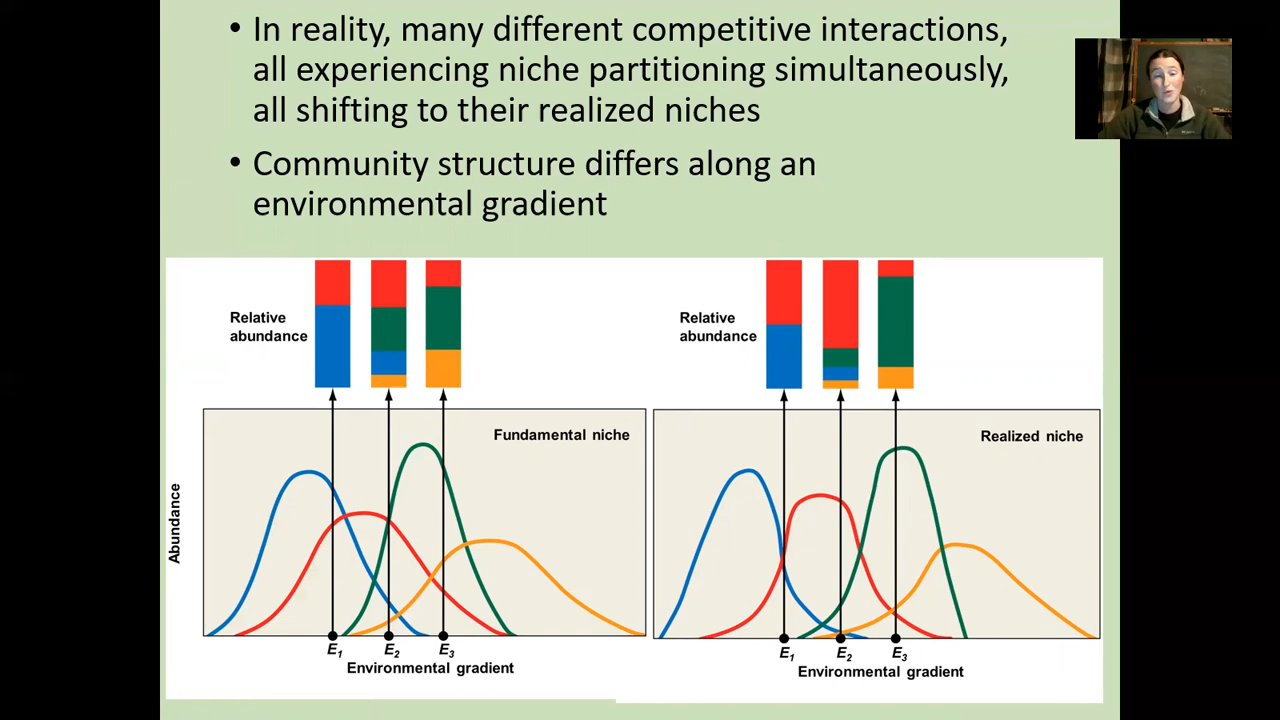 • In reality, many different competitive interactions,
all experiencing niche partitioning simultaneously,
all shifting to their realized niches
• Community structure differs along an
environmental gradient
Relative
abundance
Fundamental niche
Abundance
E1 E2 E3
Environmental gradient
Relative
abundance
Realized niche
E1 E2 E3
Environmental gradient